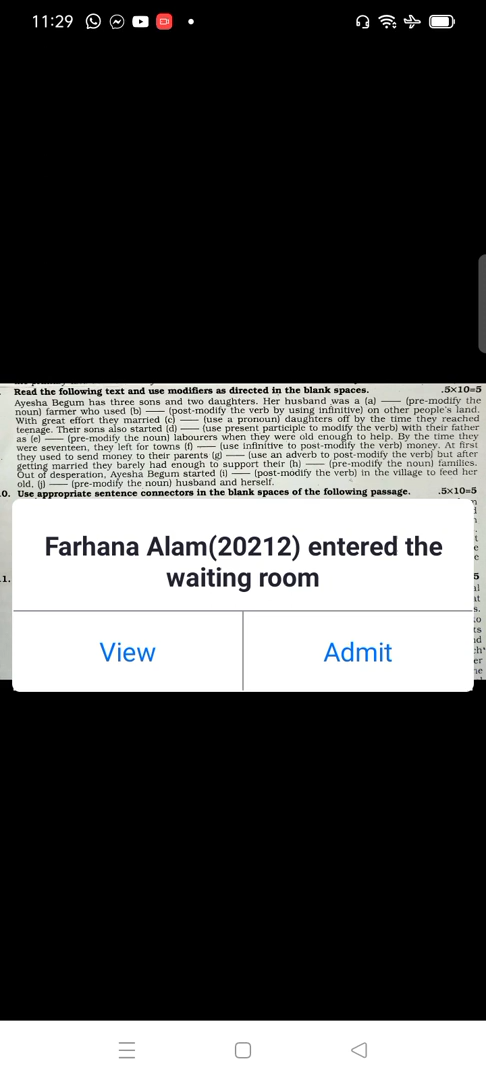 11:29
Read the following text and use modifiers as directed in the blank spaces. .5×10=5
Ayesha Begum has three sons and two daughters. Her husband was a (a) —— (pre-modify the
noun) farmer who used (b) —— (post-modify the verb by using infinitive) on other people's land.
With great effort they married (c) —— (use a pronoun) daughters off by the time they reached
teenage. Their sons also started (d) —— (use present participle to modify the verb) with their father
as (e) —— (pre-modify the noun) labourers when they were old enough to help. By the time they
were seventeen, they left for towns (f) —— (use infinitive to post-modify the verb) money. At first
they used to send money to their parents (g) —— (use an adverb to post-modify the verb) but after
getting married they barely had enough to support their (h) —— (pre-modify the noun) families.
Out of desperation, Ayesha Begum started (i) —— (post-modify the verb) in the village to feed her
old, (j) —— (pre-modify the noun) husband and herself.
0. Use appropriate sentence connectors in the blank spaces of the following passage. .5×10=5
Farhana Alam(20212) entered the
waiting room
View Admit